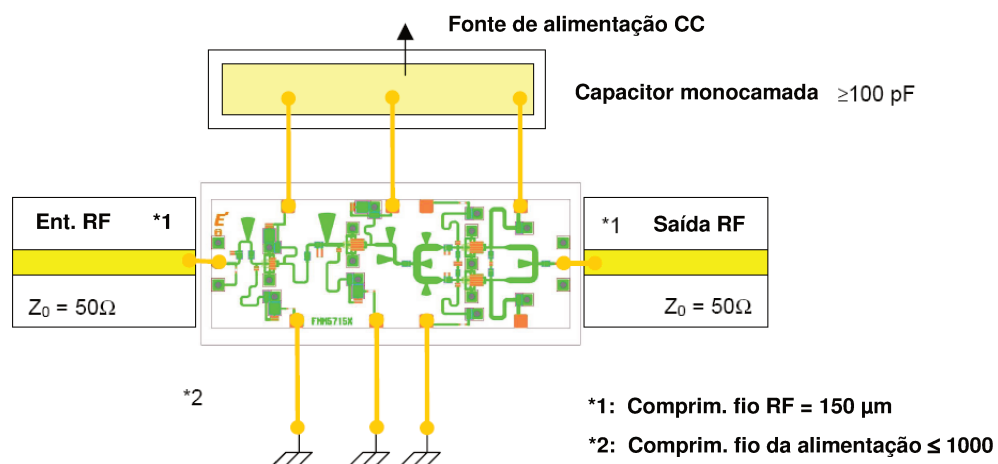 Fonte de alimentação CC
Capacitor monocamada ≥100 pF
Ent. RF *1
*1 Saída RF
Z0 = 50Ω
Z0 = 50Ω
FMM5715X
*2
*1: Comprim. fio RF = 150 µm
*2: Comprim. fio da alimentação ≤ 1000